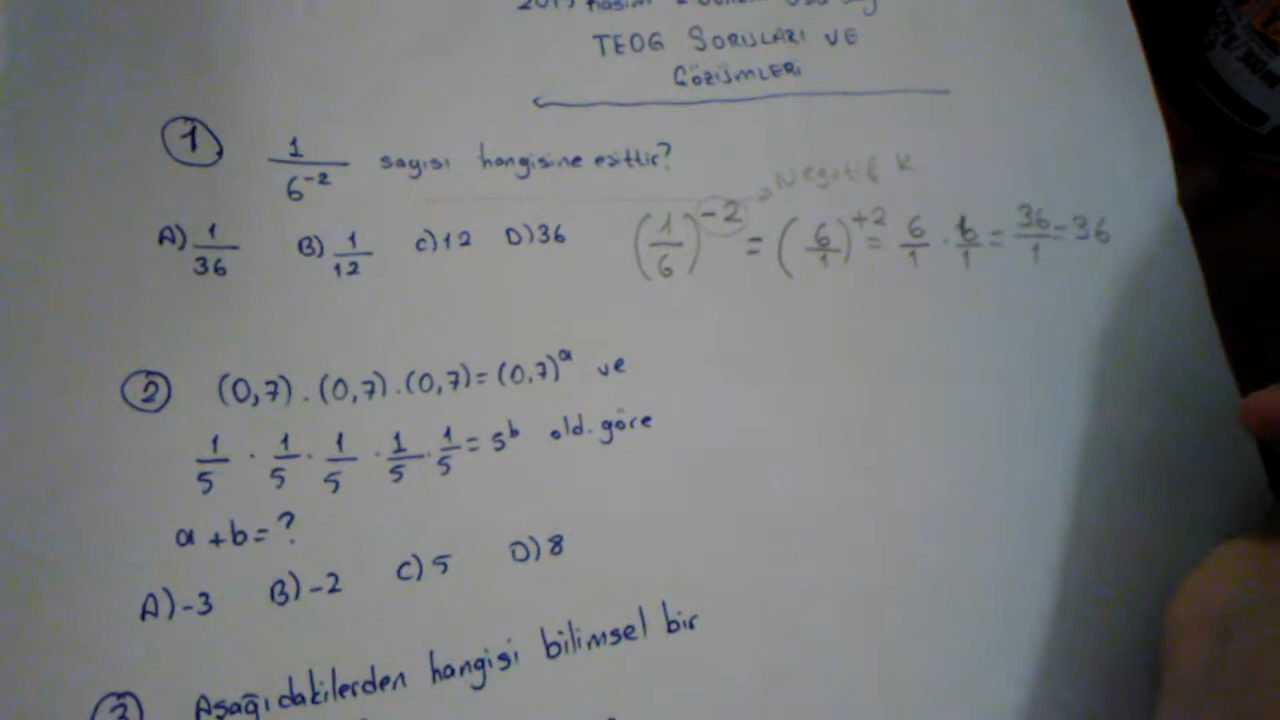 TEOG SORULARI VE
ÇÖZÜMLERİ
1 1/6⁻² sayısı hangisine eşittir?
Negatif K
A) 1/36 B) 1/12 C) 12 D) 36 (1/6)⁻² = (6/1)⁺² = 6/1 . 6/1 = 36/1 - 36
2 (0,7) . (0,7) . (0,7) = (0,7)ᵃ ve
1/5 . 1/5 . 1/5 . 1/5 . 1/5 = 5ᵇ old. göre
a + b = ?
A) -3 B) -2 C) 5 D) 8
3 Aşağıdakilerden hangisi bilimsel bir